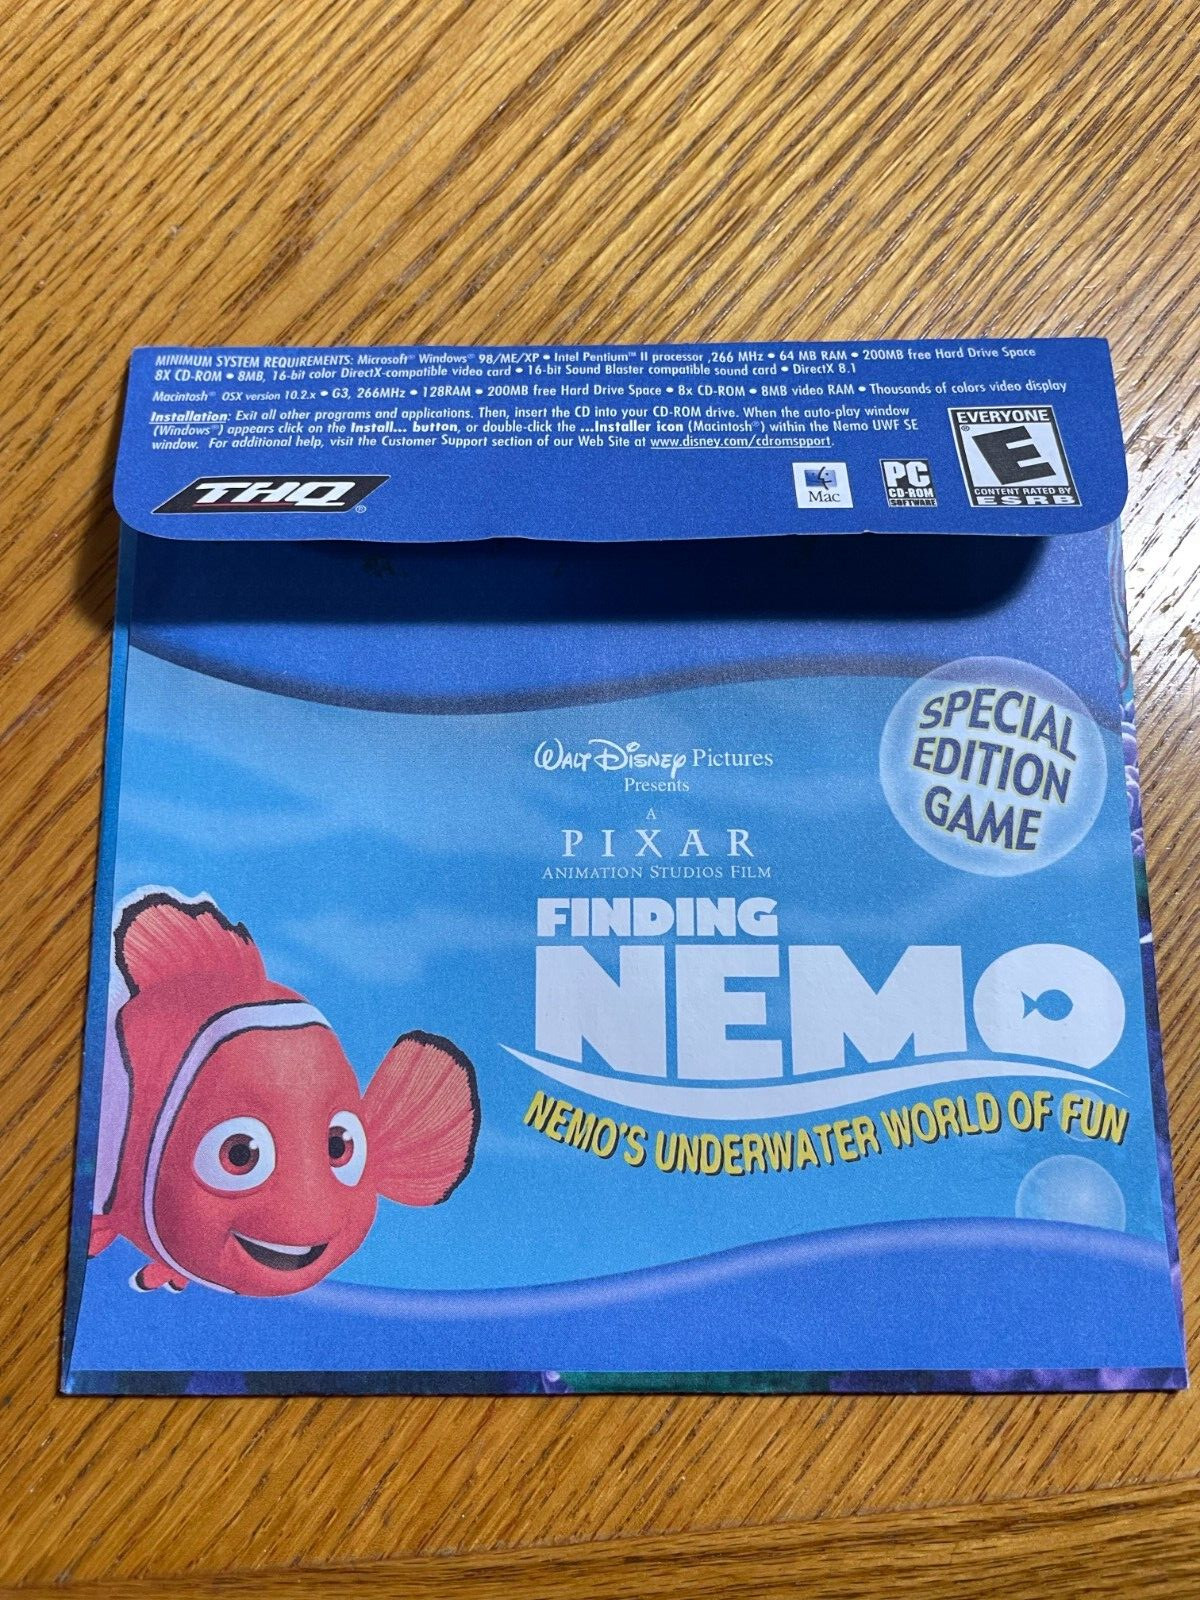 MINIMUM SYSTEM REQUIREMENTS: Microsoft® Windows® 98/ME/XP • Intel Pentium™ II processor ,266 MHz • 64 MB RAM • 200MB free Hard Drive Space
8X CD-ROM • 8MB, 16-bit color DirectX-compatible video card • 16-bit Sound Blaster compatible sound card • DirectX 8.1
Macintosh® OSX version 10.2.x • G3, 266MHz • 128RAM • 200MB free Hard Drive Space • 8x CD-ROM • 8MB video RAM • Thousands of colors video display
Installation: Exit all other programs and applications. Then, insert the CD into your CD-ROM drive. When the auto-play window
(Windows®) appears click on the Install... button, or double-click the ...Installer icon (Macintosh®) within the Nemo UWF SE
window. For additional help, visit the Customer Support section of our Web Site at www.disney.com/cdromspport.
THQ®
Mac
PC
CD-ROM
SOFTWARE
EVERYONE
E®
CONTENT RATED BY
ESRB
SPECIAL
EDITION
GAME
WALT DISNEY Pictures
Presents
A
PIXAR
ANIMATION STUDIOS FILM
FINDING
NEMO
NEMO'S UNDERWATER WORLD OF FUN